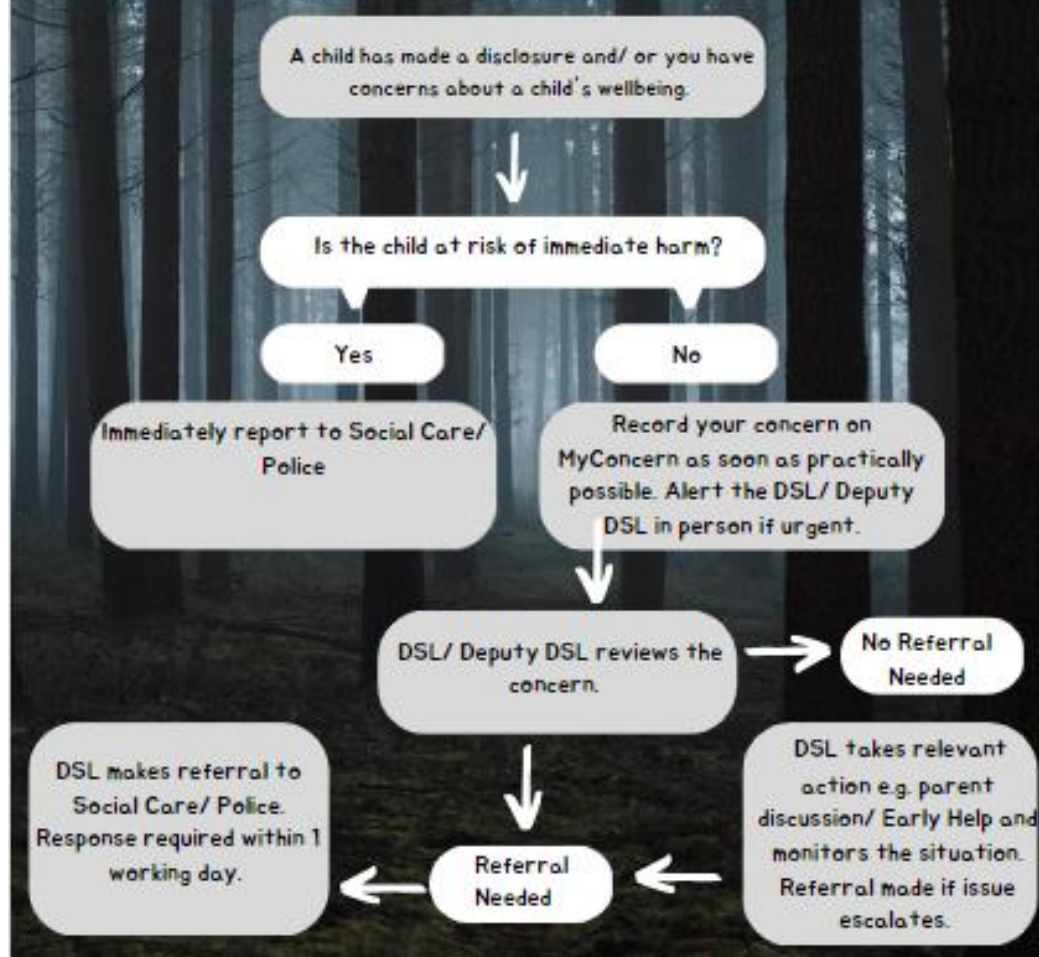 A child has made a disclosure and/ or you have
concerns about a child's wellbeing.
Is the child at risk of immediate harm?
Yes
No
Immediately report to Social Care/
Police
Record your concern on
MyConcern as soon as practically
possible. Alert the DSL/ Deputy
DSL in person if urgent.
DSL/ Deputy DSL reviews the
concern.
No Referral
Needed
DSL takes relevant
action e.g. parent
discussion/ Early Help and
monitors the situation.
Referral made if issue
escalates.
Referral
Needed
DSL makes referral to
Social Care/ Police.
Response required within 1
working day.